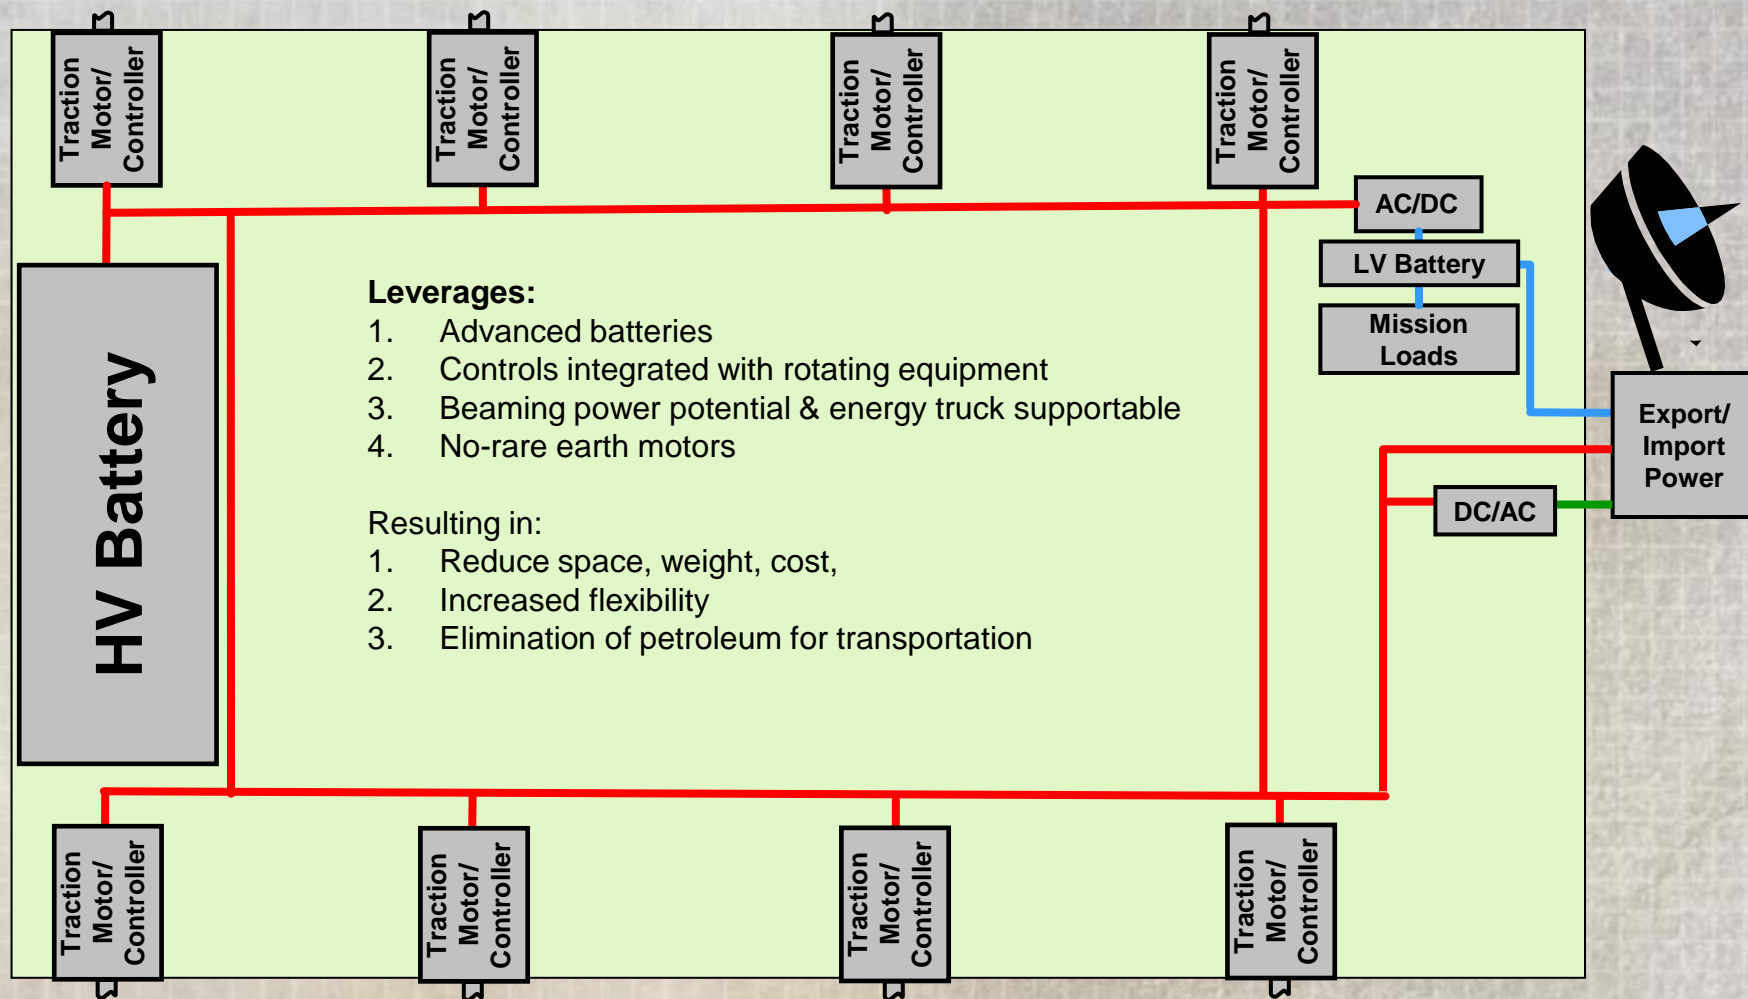 Traction
Motor/
Controller
Traction
Motor/
Controller
Traction
Motor/
Controller
Traction
Motor/
Controller
AC/DC
LV Battery
Mission
Loads
Export/
Import
Power
DC/AC
HV Battery
Leverages:
1. Advanced batteries
2. Controls integrated with rotating equipment
3. Beaming power potential & energy truck supportable
4. No-rare earth motors
Resulting in:
1. Reduce space, weight, cost,
2. Increased flexibility
3. Elimination of petroleum for transportation
Traction
Motor/
Controller
Traction
Motor/
Controller
Traction
Motor/
Controller
Traction
Motor/
Controller